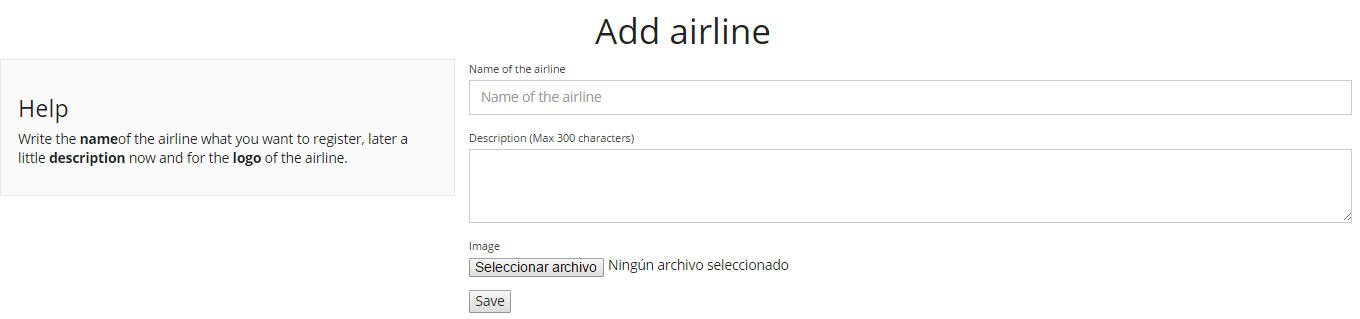 Add airline
Help
Write the nameof the airline what you want to register, later a
little description now and for the logo of the airline.
Name of the airline
Name of the airline
Description (Max 300 characters)
Image
Seleccionar archivo Ningún archivo seleccionado
Save